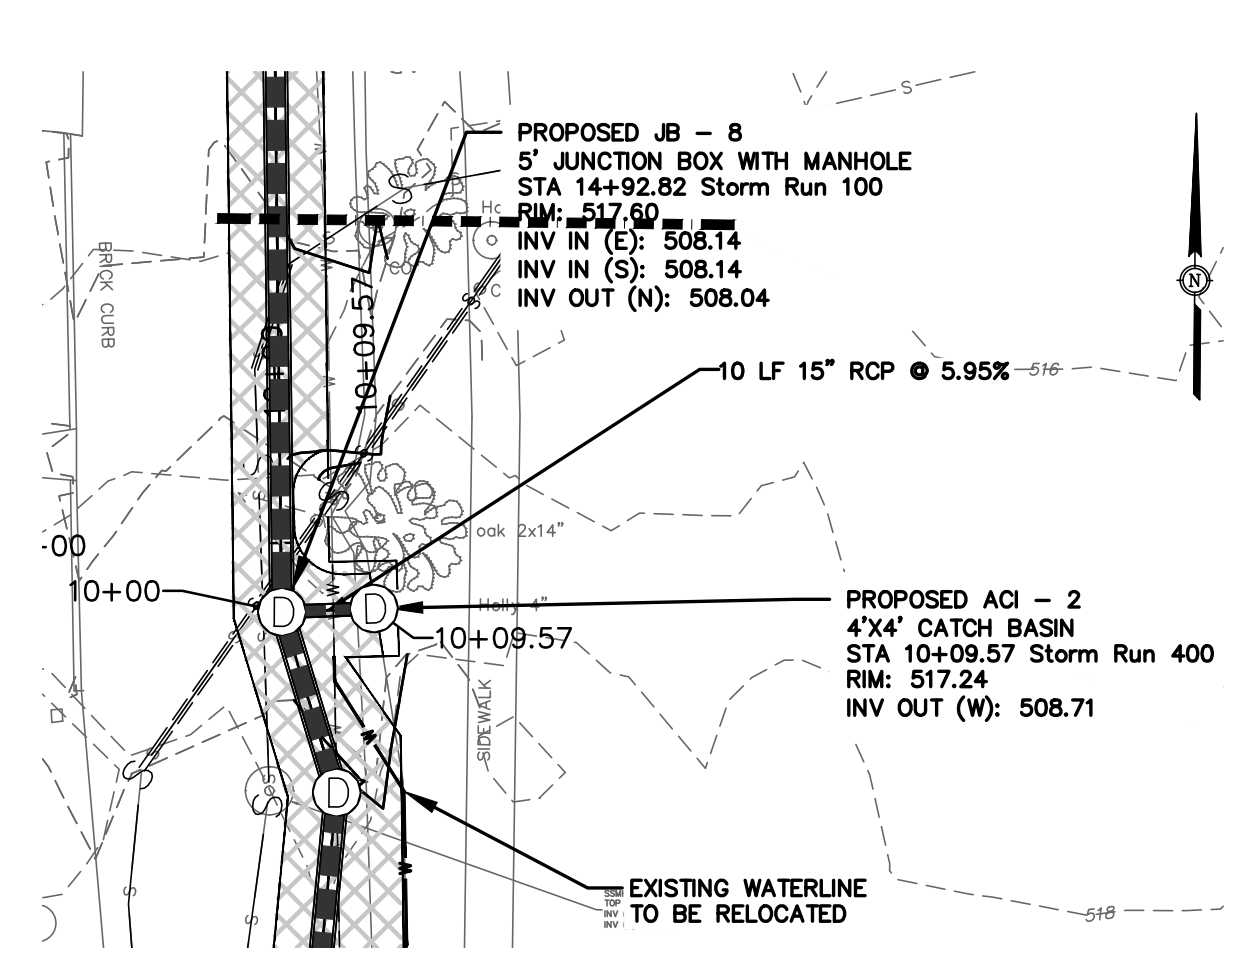 S
PROPOSED JB - 8
5' JUNCTION BOX WITH MANHOLE
STA 14+92.82 Storm Run 100
RIM: 517.60
INV IN (E): 508.14
INV IN (S): 508.14
INV OUT (N): 508.04
N
BRICK CURB
10+09.57
10 LF 15" RCP @ 5.95%
516
oak 2x14"
-00
10+00
D
D
Holly 4"
10+09.57
PROPOSED ACI - 2
4'X4' CATCH BASIN
STA 10+09.57 Storm Run 400
RIM: 517.24
INV OUT (W): 508.71
SIDEWALK
W
D
W
S
S
EXISTING WATERLINE
TO BE RELOCATED
TOP
INV
INV
518